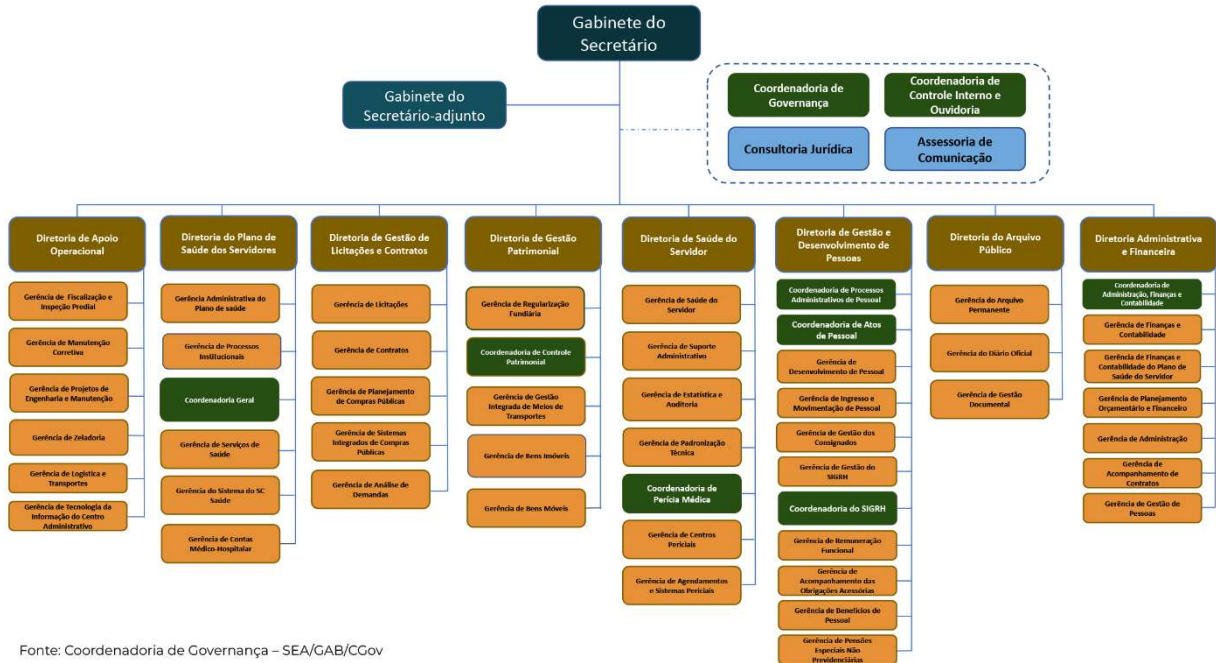 Gabinete do
Secretário
Gabinete do
Secretário-adjunto
Coordenadoria de
Governança
Coordenadoria de
Controle Interno e
Ouvidoria
Consultoria Jurídica
Assessoria de
Comunicação
Diretoria de Apoio
Operacional
Gerência de Fiscalização e
Inspeção Predial
Gerência de Manutenção
Corretiva
Gerência de Projetos de
Engenharia e Manutenção
Gerência de Zeladoria
Gerência de Logística e
Transportes
Gerência de Tecnologia da
Informação do Centro
Administrativo
Diretoria do Plano de
Saúde dos Servidores
Gerência Administrativa do
Plano de saúde
Gerência de Processos
Institucionais
Coordenadoria Geral
Gerência de Serviços de
Saúde
Gerência do Sistema do SC
Saúde
Gerência de Contas
Médico-Hospitalar
Diretoria de Gestão de
Licitações e Contratos
Gerência de Licitações
Gerência de Contratos
Gerência de Planejamento
de Compras Públicas
Gerência de Sistemas
Integrados de Compras
Públicas
Gerência de Análise de
Demandas
Diretoria de Gestão
Patrimonial
Gerência de Regularização
Fundiária
Coordenadoria de Controle
Patrimonial
Gerência de Gestão
Integrada de Meios de
Transportes
Gerência de Bens Imóveis
Gerência de Bens Móveis
Diretoria de Saúde do
Servidor
Gerência de Saúde do
Servidor
Gerência de Suporte
Administrativo
Gerência de Estatística e
Auditoria
Gerência de Padronização
Técnica
Coordenadoria de
Perícia Médica
Gerência de Centros
Periciais
Gerência de Agendamentos
e Sistemas Periciais
Diretoria de Gestão e
Desenvolvimento de
Pessoas
Coordenadoria de Processos
Administrativos de Pessoal
Coordenadoria de Atos de
Pessoal
Gerência de
Desenvolvimento de Pessoal
Gerência de Ingresso e
Movimentação de Pessoal
Gerência de Gestão dos
Consignados
Gerência de Gestão do
SIGRH
Coordenadoria do SIGRH
Gerência de Remuneração
Funcional
Gerência de
Acompanhamento das
Obrigações Acessórias
Gerência de Benefícios de
Pessoal
Gerência de Pensões
Especiais Não
Previdenciárias
Diretoria do Arquivo
Público
Gerência do Arquivo
Permanente
Gerência do Diário Oficial
Gerência de Gestão
Documental
Diretoria Administrativa
e Financeira
Coordenadoria de
Administração, Finanças e
Contabilidade
Gerência de Finanças e
Contabilidade
Gerência de Finanças e
Contabilidade do Plano de
Saúde do Servidor
Gerência de Planejamento
Orçamentário e Financeiro
Gerência de Administração
Gerência de
Acompanhamento de
Contratos
Gerência de Gestão de
Pessoas
Fonte: Coordenadoria de Governança – SEA/GAB/CGov